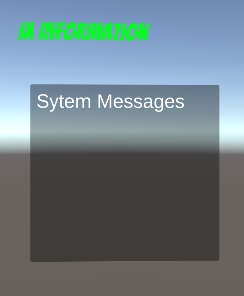 IA INFORMATION
Sytem Messages